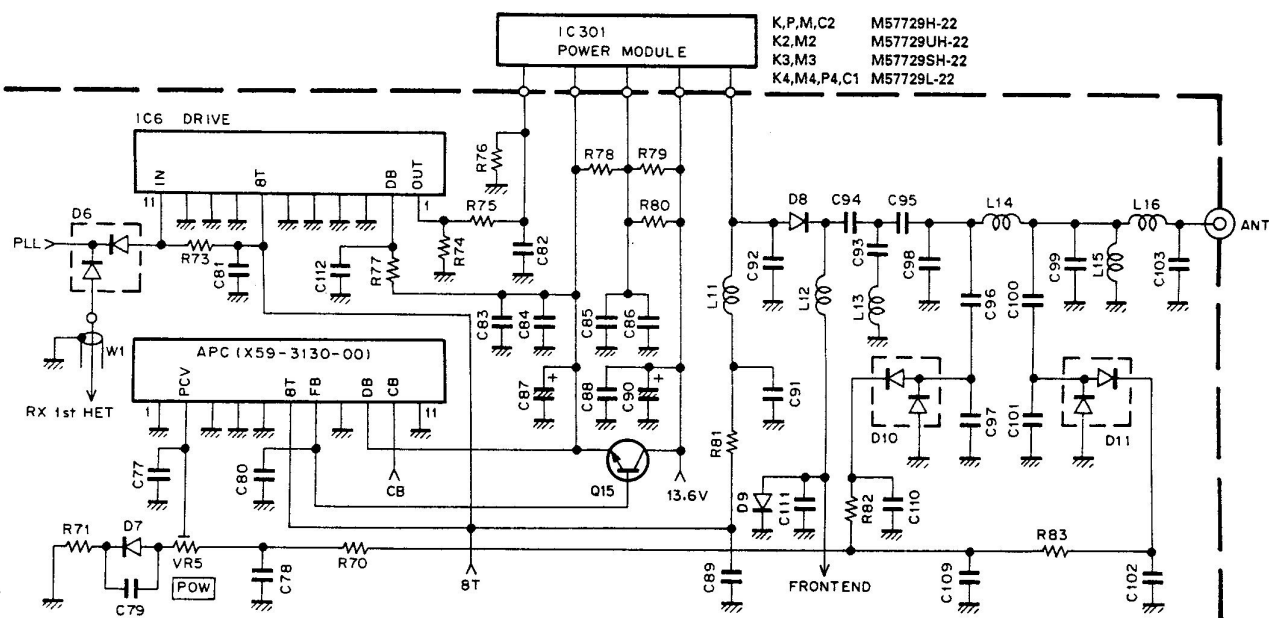 IC301
POWER MODULE
K,P,M,C2 M57729H-22
K2,M2 M57729UH-22
K3,M3 M57729SH-22
K4,M4,P4,C1 M57729L-22
IC6 DRIVE
IN
8T
DB
OUT
11
1
R76
R78
R79
R80
D6
PLL
R73
C81
C112
R77
R74
R75
C82
D8
C94
C95
C93
C92
C98
L14
L16
ANT
C99
L15
C103
L11
L12
L13
C96
C100
C83
C84
C85
C86
W1
RX 1st HET
APC (X59-3130-00)
PCV
8T
FB
DB
CB
1
11
C87
+
C88
C90
+
C91
R81
D10
C97
C101
D11
C77
C80
CB
Q15
13.6V
D9
C111
R82
C110
R71
D7
VR5
C79
POW
C78
R70
8T
C89
FRONTEND
C109
R83
C102